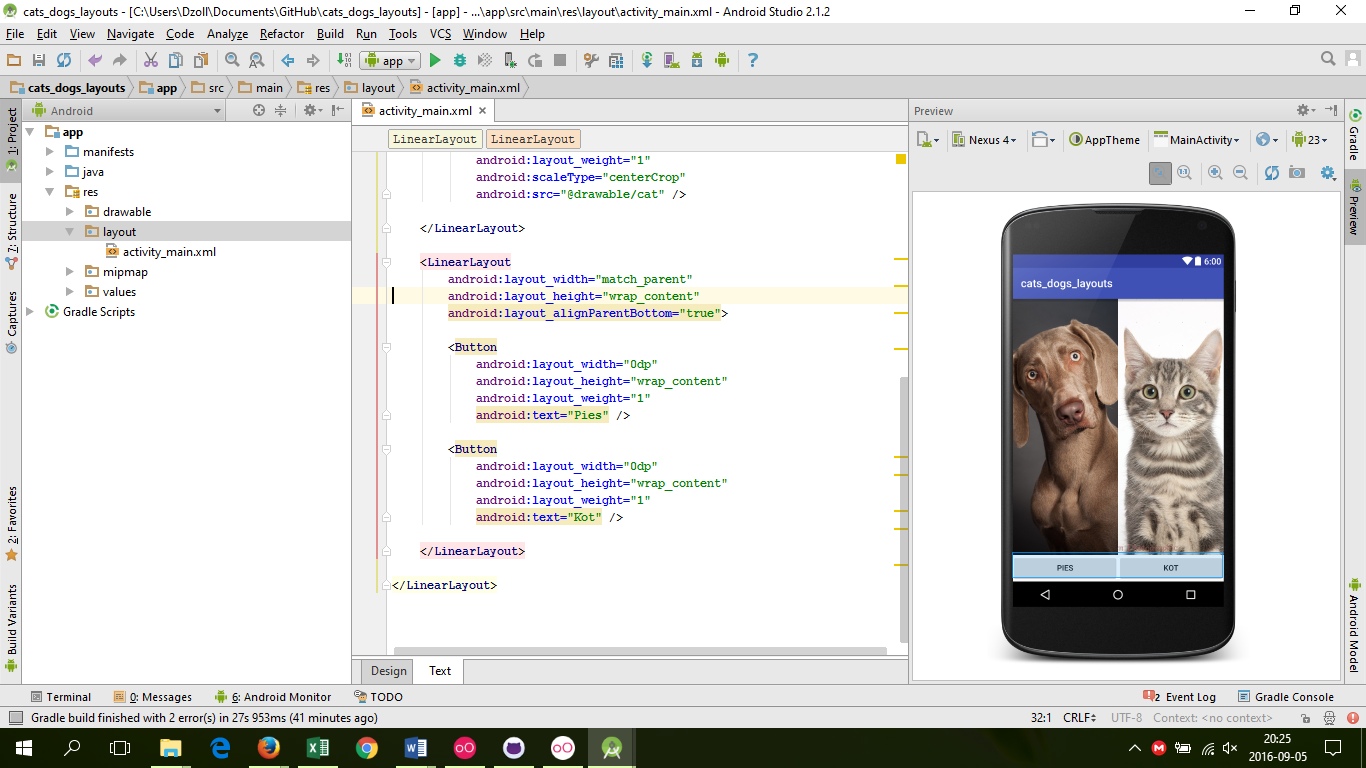 cats_dogs_layouts - [C:\Users\Dzoll\Documents\GitHub\cats_dogs_layouts] - [app] - ...\app\src\main\res\layout\activity_main.xml - Android Studio 2.1.2
File Edit View Navigate Code Analyze Refactor Build Run Tools VCS Window Help
app
cats_dogs_layouts app src main res layout activity_main.xml
1: Project
7: Structure
Captures
2: Favorites
Build Variants
Android
app
manifests
java
res
drawable
layout
activity_main.xml
mipmap
values
Gradle Scripts
activity_main.xml
LinearLayout LinearLayout
android:layout_weight="1"
android:scaleType="centerCrop"
android:src="@drawable/cat" />
</LinearLayout>
<LinearLayout
android:layout_width="match_parent"
android:layout_height="wrap_content"
android:layout_alignParentBottom="true">
<Button
android:layout_width="0dp"
android:layout_height="wrap_content"
android:layout_weight="1"
android:text="Pies" />
<Button
android:layout_width="0dp"
android:layout_height="wrap_content"
android:layout_weight="1"
android:text="Kot" />
</LinearLayout>
</LinearLayout>
Design Text
Preview
Nexus 4 AppTheme MainActivity 23
1:1
6:00
cats_dogs_layouts
PIES KOT
Gradle
Preview
Android Model
Terminal 0: Messages 6: Android Monitor TODO 2 Event Log Gradle Console
Gradle build finished with 2 error(s) in 27s 953ms (41 minutes ago) 32:1 CRLF UTF-8 Context: <no context>
20:25
2016-09-05